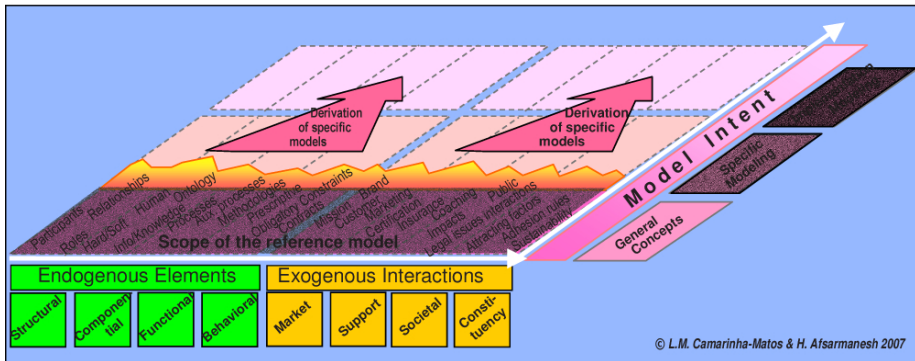 Derivation
of specific
models
Derivation
of specific
models
Model Intent
Specific
Modeling
General
Concepts
Participants
Relationships
Roles
Hard/Soft
Human
Ontology
Info/Knowledge
Processes
Aux. Processes
Methodologies
Prescriptive
Obligation
Constraints
Contracts
Mission
Brand
Customer
Marketing
Certification
Insurance
Coaching
Impacts
Public
Legal issues
interactions
Attracting factors
Adhesion rules
Sustainability
Scope of the reference model
Endogenous Elements
Exogenous Interactions
Structural
Componen-
tial
Functional
Behavioral
Market
Support
Societal
Consti-
tuency
© L.M. Camarinha-Matos & H. Afsarmanesh 2007